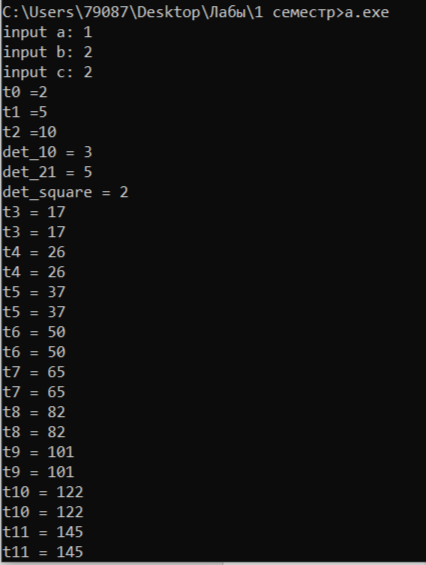 C:\Users\79087\Desktop\Лабы\1 семестр>a.exe
input a: 1
input b: 2
input c: 2
t0 =2
t1 =5
t2 =10
det_10 = 3
det_21 = 5
det_square = 2
t3 = 17
t3 = 17
t4 = 26
t4 = 26
t5 = 37
t5 = 37
t6 = 50
t6 = 50
t7 = 65
t7 = 65
t8 = 82
t8 = 82
t9 = 101
t9 = 101
t10 = 122
t10 = 122
t11 = 145
t11 = 145